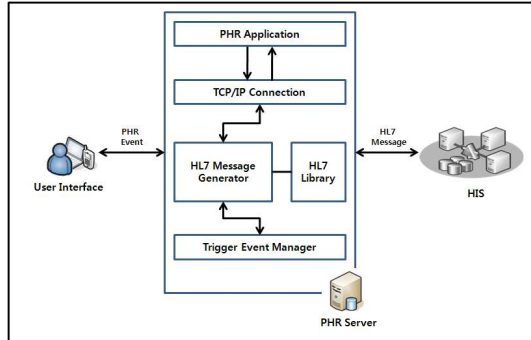 PHR Application
TCP/IP Connection
PHR
Event
HL7
Message
User Interface
HL7 Message
Generator
HL7
Library
HIS
Trigger Event Manager
PHR Server